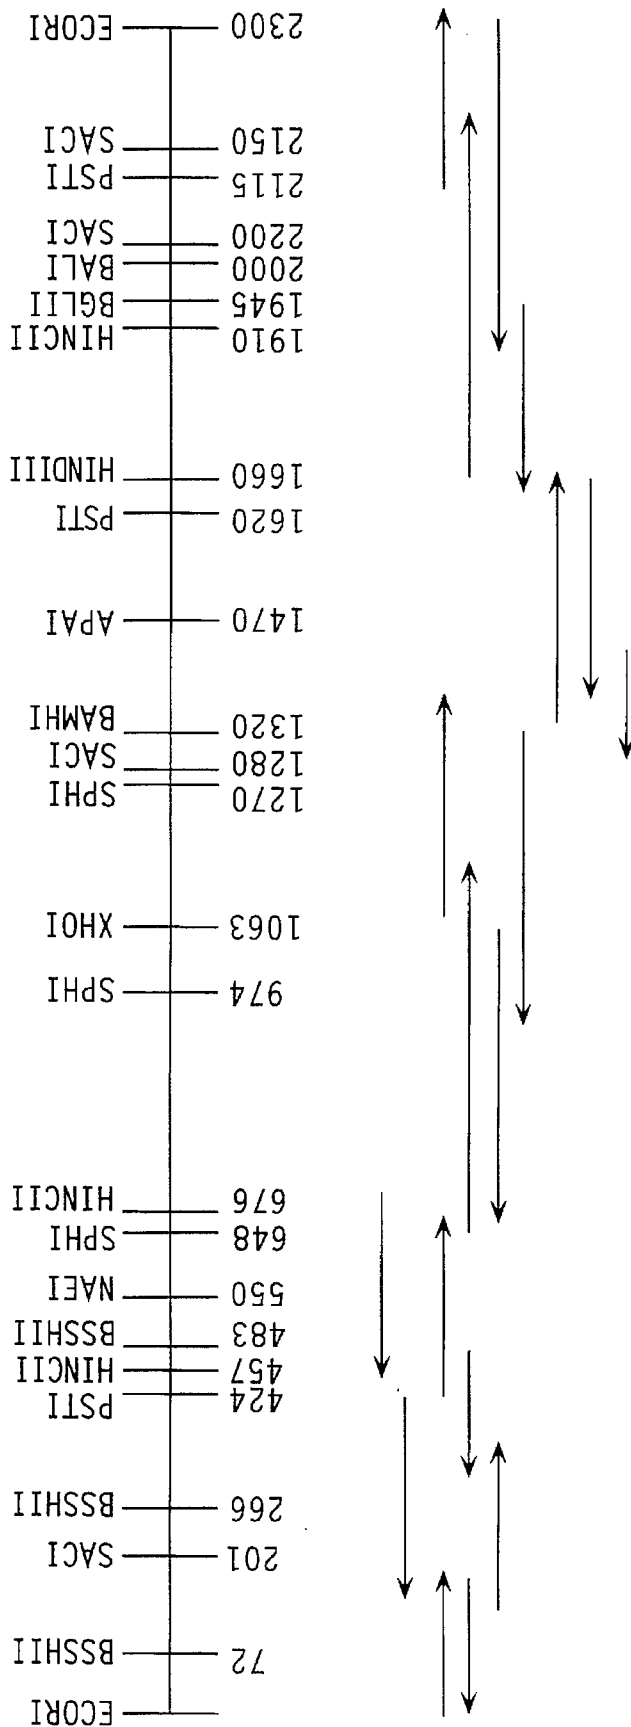 ECORI
72 BSSHII
201 SACI
266 BSSHII
424 PSTI
457 HINCII
483 BSSHII
550 NAEI
648 SPHI
676 HINCII
974 SPHI
1063 XHOI
1270 SPHI
1280 SACI
1320 BAMHI
1470 APAI
1620 PSTI
1660 HINDIII
1910 HINCII
1945 BGLII
2000 BALI
2200 SACI
2115 PSTI
2150 SACI
2300 ECORI